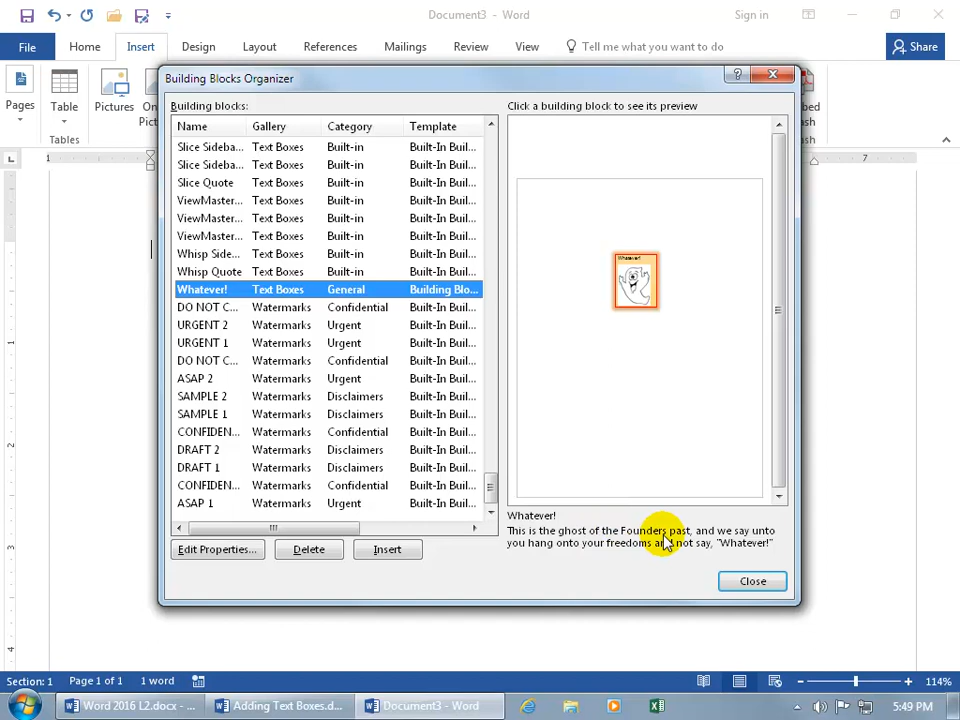 Document3 - Word
Sign in
File Home Insert Design Layout References Mailings Review View Tell me what you want to do Share
Pages
Table
Pictures
Tables
Building Blocks Organizer
Building blocks:
Click a building block to see its preview
Name Gallery Category Template
Slice Sideba... Text Boxes Built-in Built-In Buil...
Slice Sideba... Text Boxes Built-in Built-In Buil...
Slice Quote Text Boxes Built-in Built-In Buil...
ViewMaster... Text Boxes Built-in Built-In Buil...
ViewMaster... Text Boxes Built-in Built-In Buil...
ViewMaster... Text Boxes Built-in Built-In Buil...
Whisp Side... Text Boxes Built-in Built-In Buil...
Whisp Quote Text Boxes Built-in Built-In Buil...
Whatever! Text Boxes General Building Blo...
DO NOT C... Watermarks Confidential Built-In Buil...
URGENT 2 Watermarks Urgent Built-In Buil...
URGENT 1 Watermarks Urgent Built-In Buil...
DO NOT C... Watermarks Confidential Built-In Buil...
ASAP 2 Watermarks Urgent Built-In Buil...
SAMPLE 2 Watermarks Disclaimers Built-In Buil...
SAMPLE 1 Watermarks Disclaimers Built-In Buil...
CONFIDEN... Watermarks Confidential Built-In Buil...
DRAFT 2 Watermarks Disclaimers Built-In Buil...
DRAFT 1 Watermarks Disclaimers Built-In Buil...
CONFIDEN... Watermarks Confidential Built-In Buil...
ASAP 1 Watermarks Urgent Built-In Buil...
Whatever!
Whatever!
This is the ghost of the Founders past, and we say unto
you hang onto your freedoms and not say, "Whatever!"
Edit Properties... Delete Insert
Close
1 7
1
2
3
4
Section: 1 Page 1 of 1 1 word 114%
Word 2016 L2.docx - ... Adding Text Boxes.d... Document3 - Word 5:49 PM